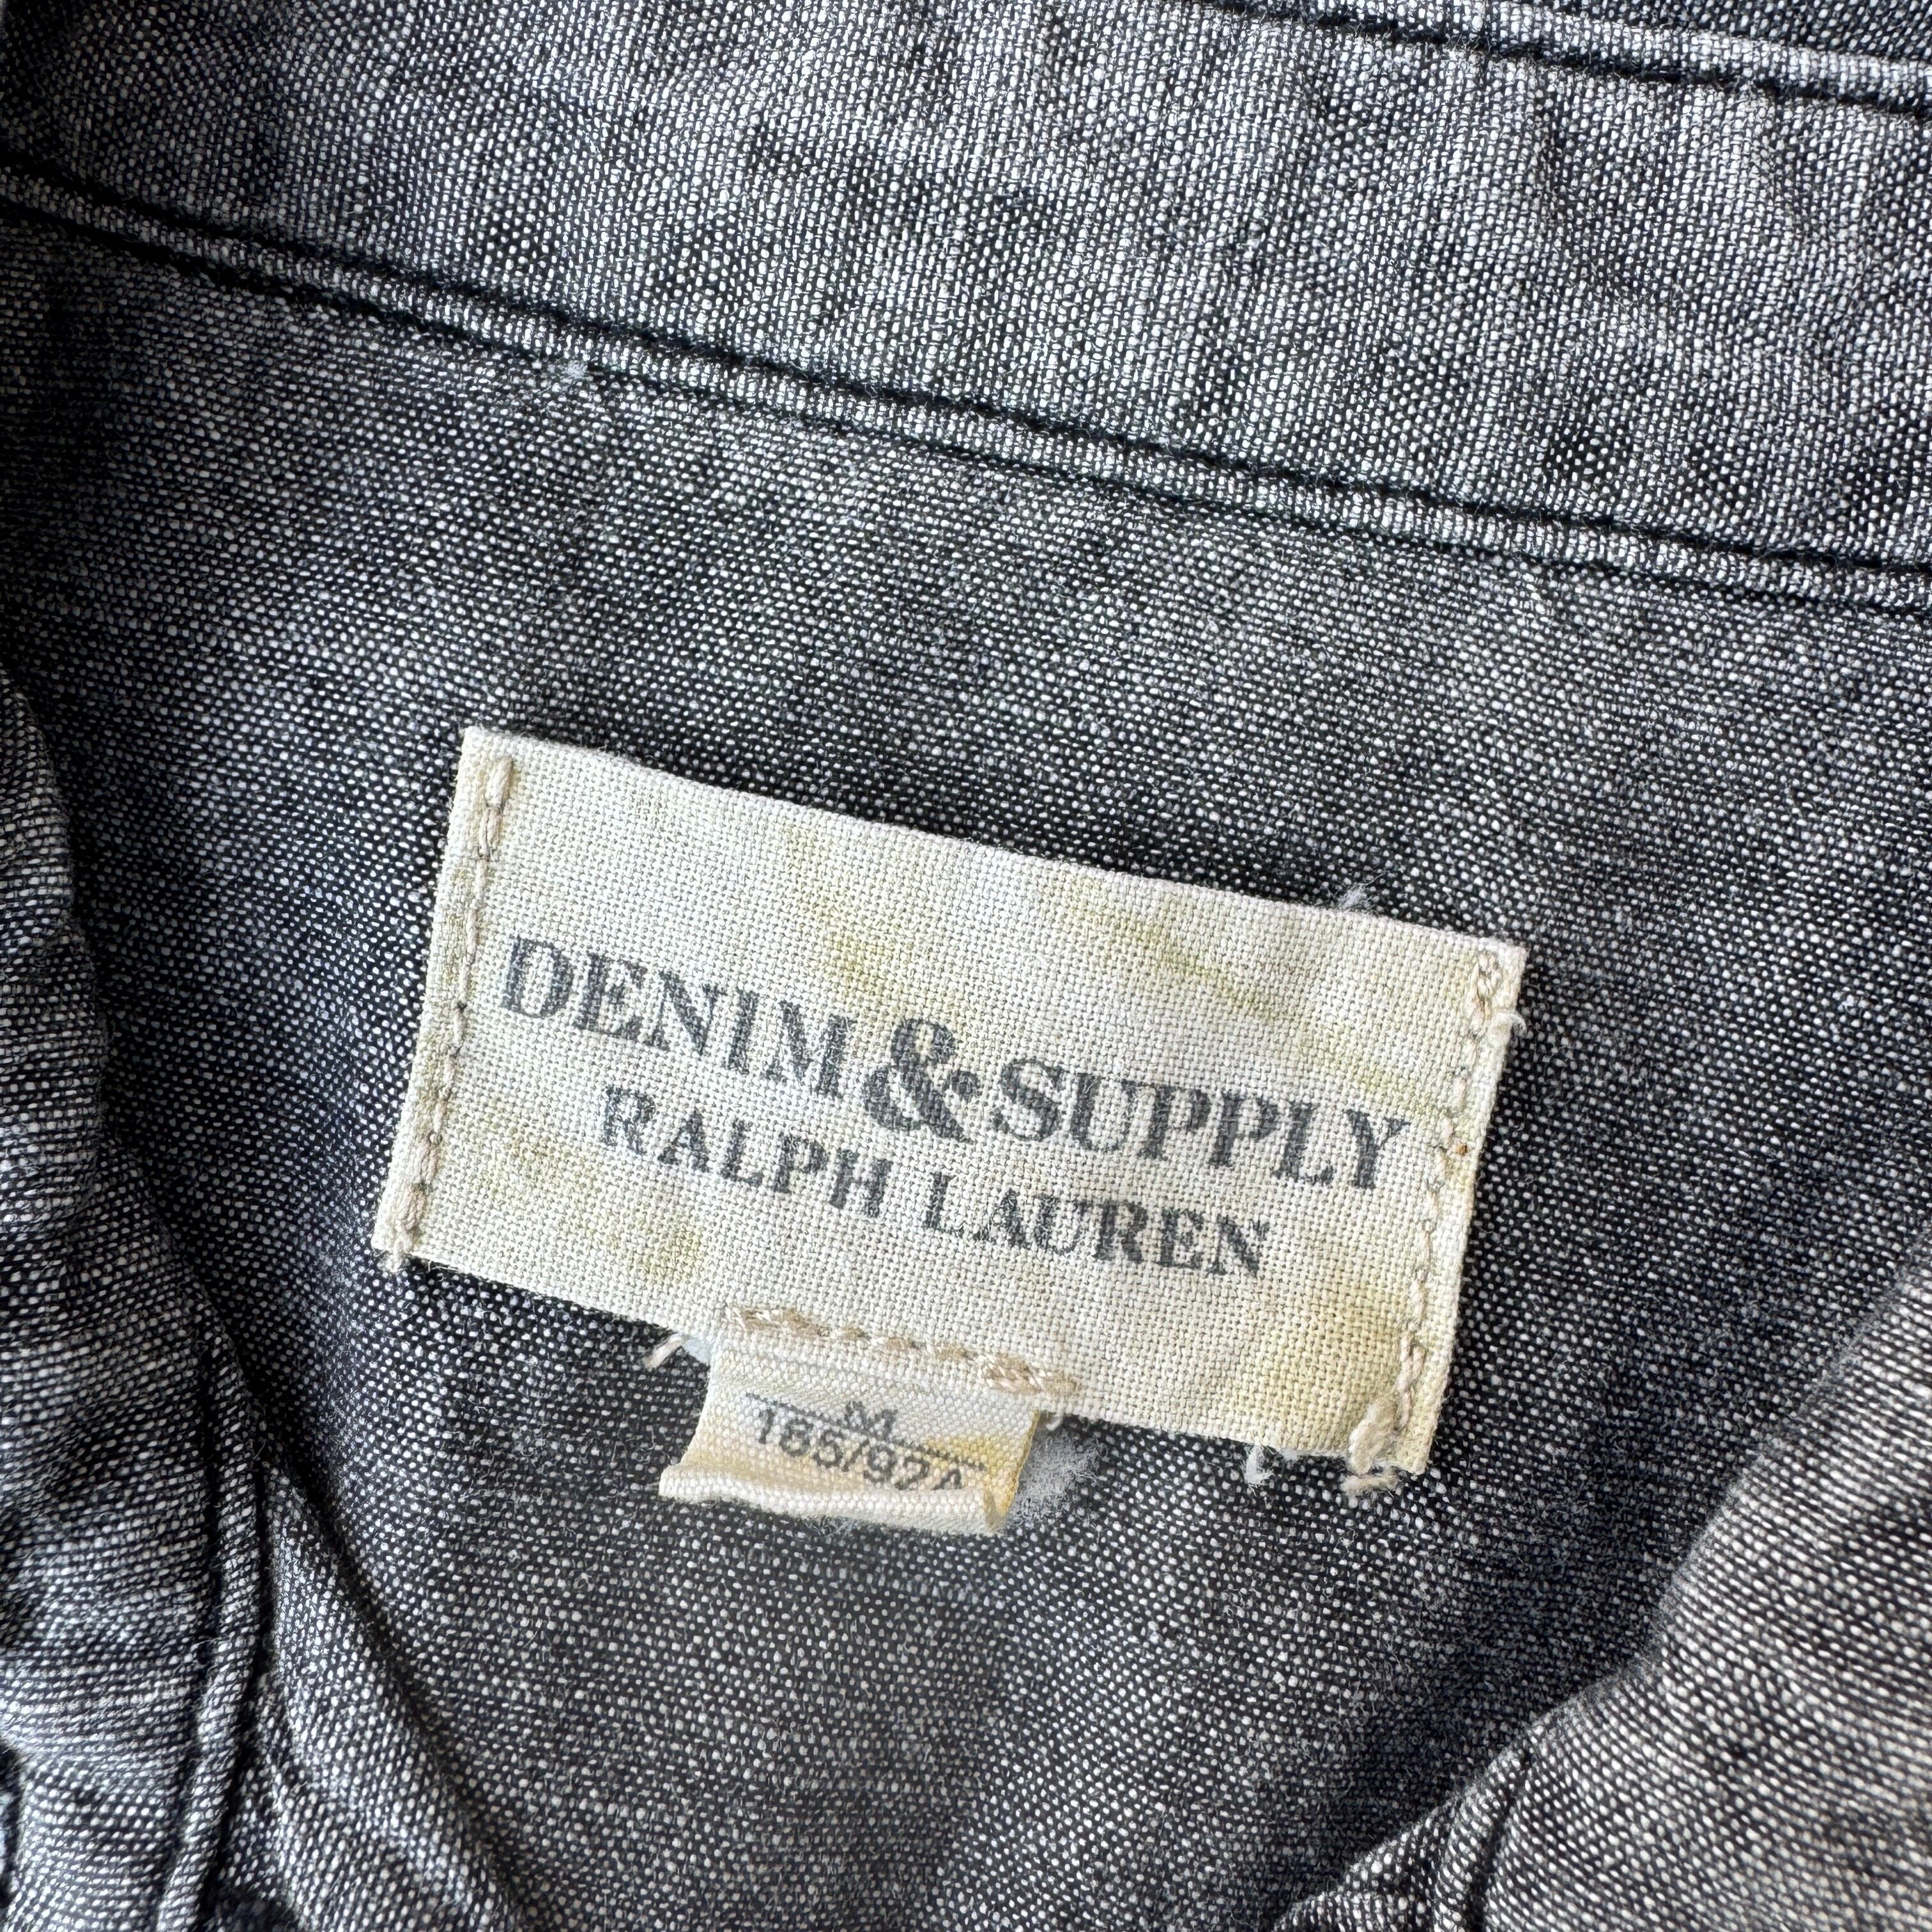 DENIM & SUPPLY
RALPH LAUREN
M
165/92A